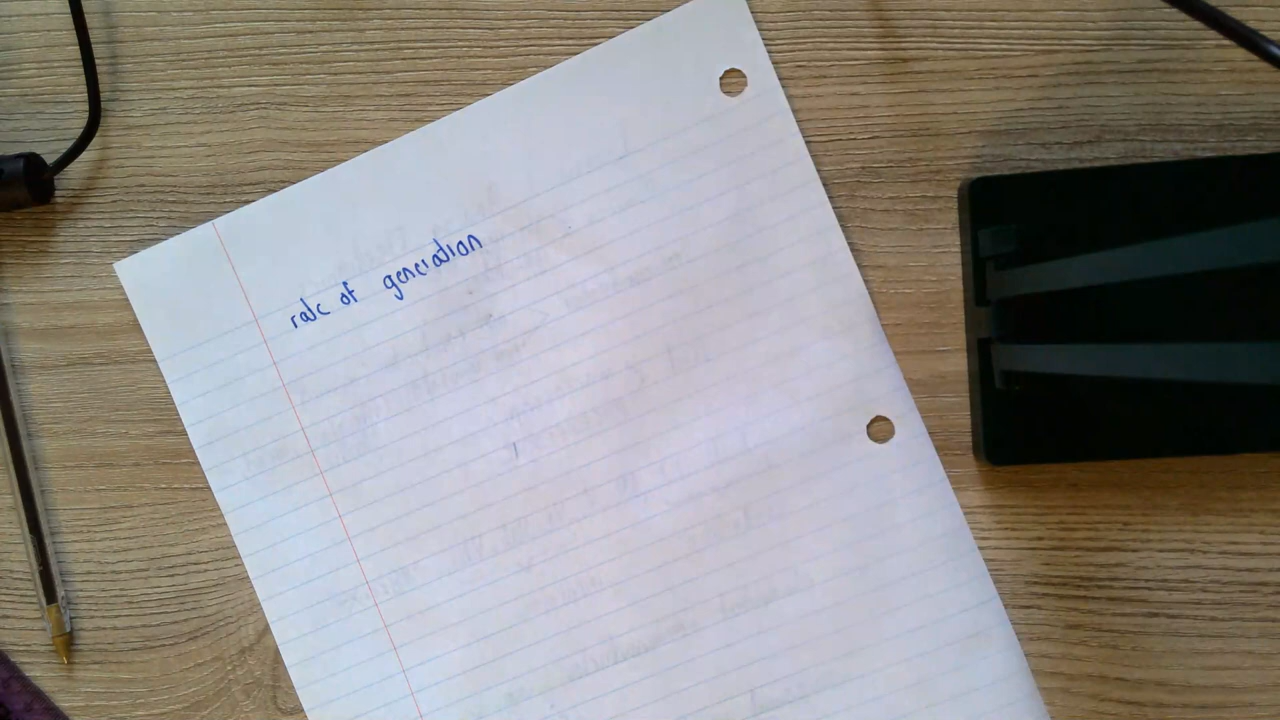 rate of generation